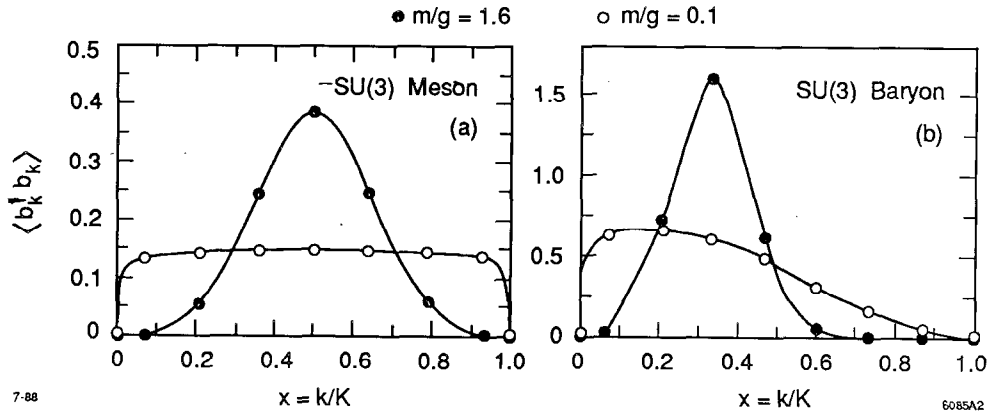 ● m/g = 1.6 ○ m/g = 0.1
0.5
0.4
0.3
0.2
0.1
0
⟨b†k bk⟩
SU(3) Meson
(a)
0 0.2 0.4 0.6 0.8 1.0
x = k/K
1.5
1.0
0.5
0
SU(3) Baryon
(b)
0 0.2 0.4 0.6 0.8 1.0
x = k/K
7-88
6085A2